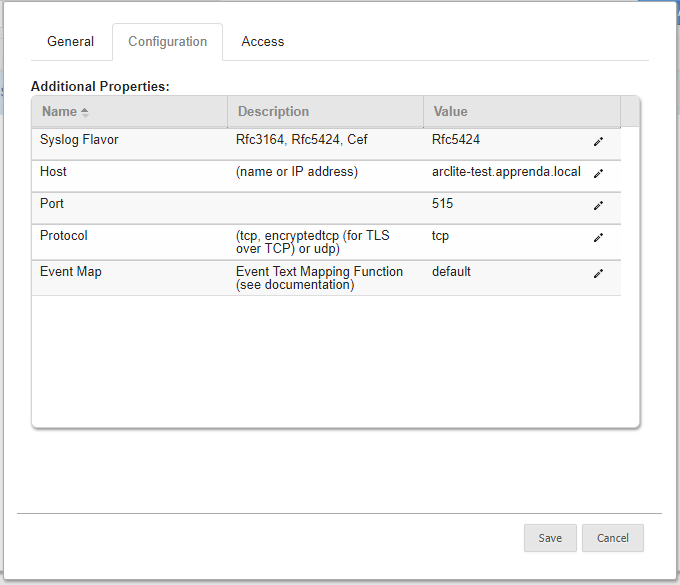 General Configuration Access
Additional Properties:
Name Description Value
Syslog Flavor Rfc3164, Rfc5424, Cef Rfc5424
Host (name or IP address) arclite-test.apprenda.local
Port 515
Protocol (tcp, encryptedtcp (for TLS tcp
over TCP) or udp)
Event Map Event Text Mapping Function default
(see documentation)
Save Cancel